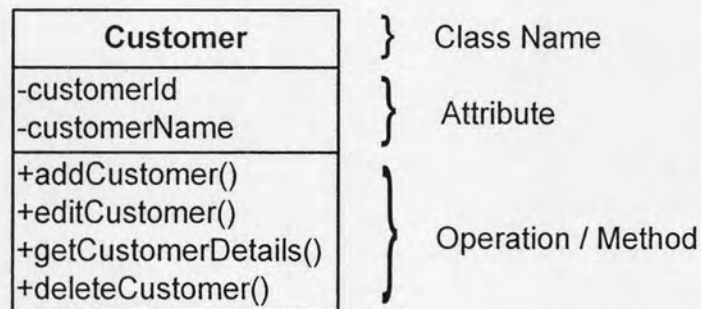 Customer
} Class Name
-customerId
-customerName
} Attribute
+addCustomer()
+editCustomer()
+getCustomerDetails()
+deleteCustomer()
} Operation / Method